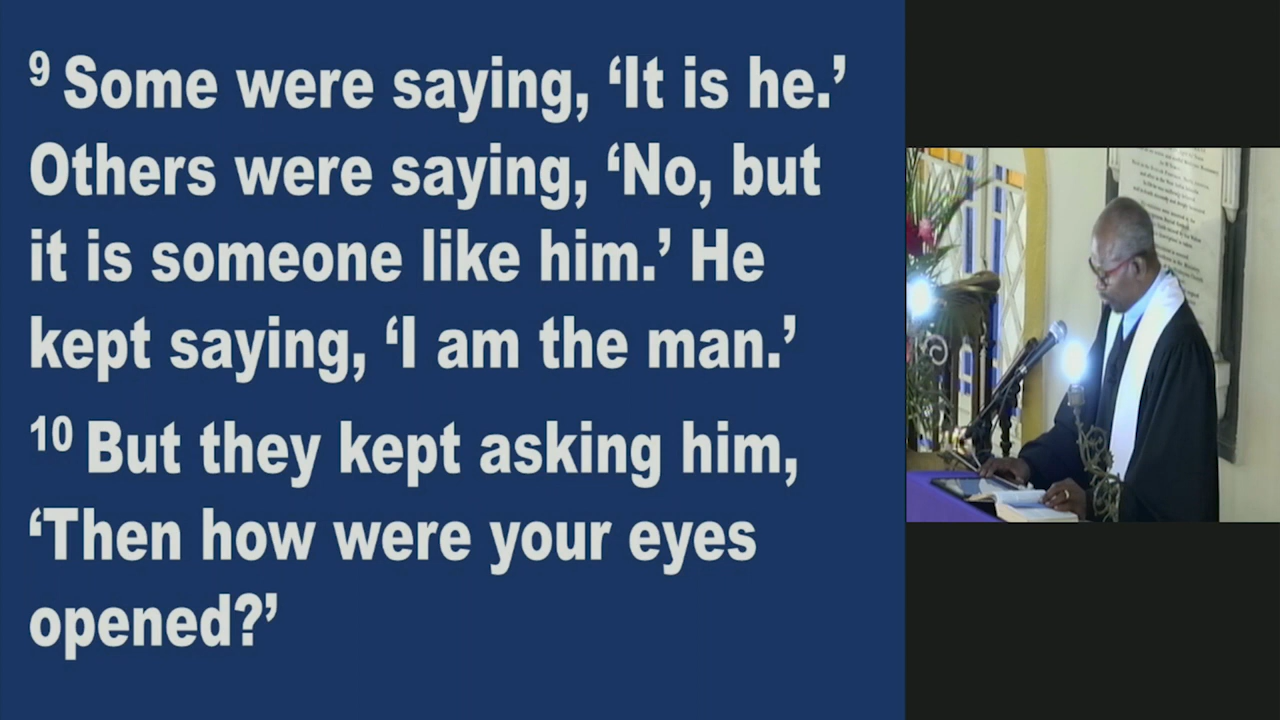 9 Some were saying, ‘It is he.’
Others were saying, ‘No, but
it is someone like him.’ He
kept saying, ‘I am the man.’
10 But they kept asking him,
‘Then how were your eyes
opened?’